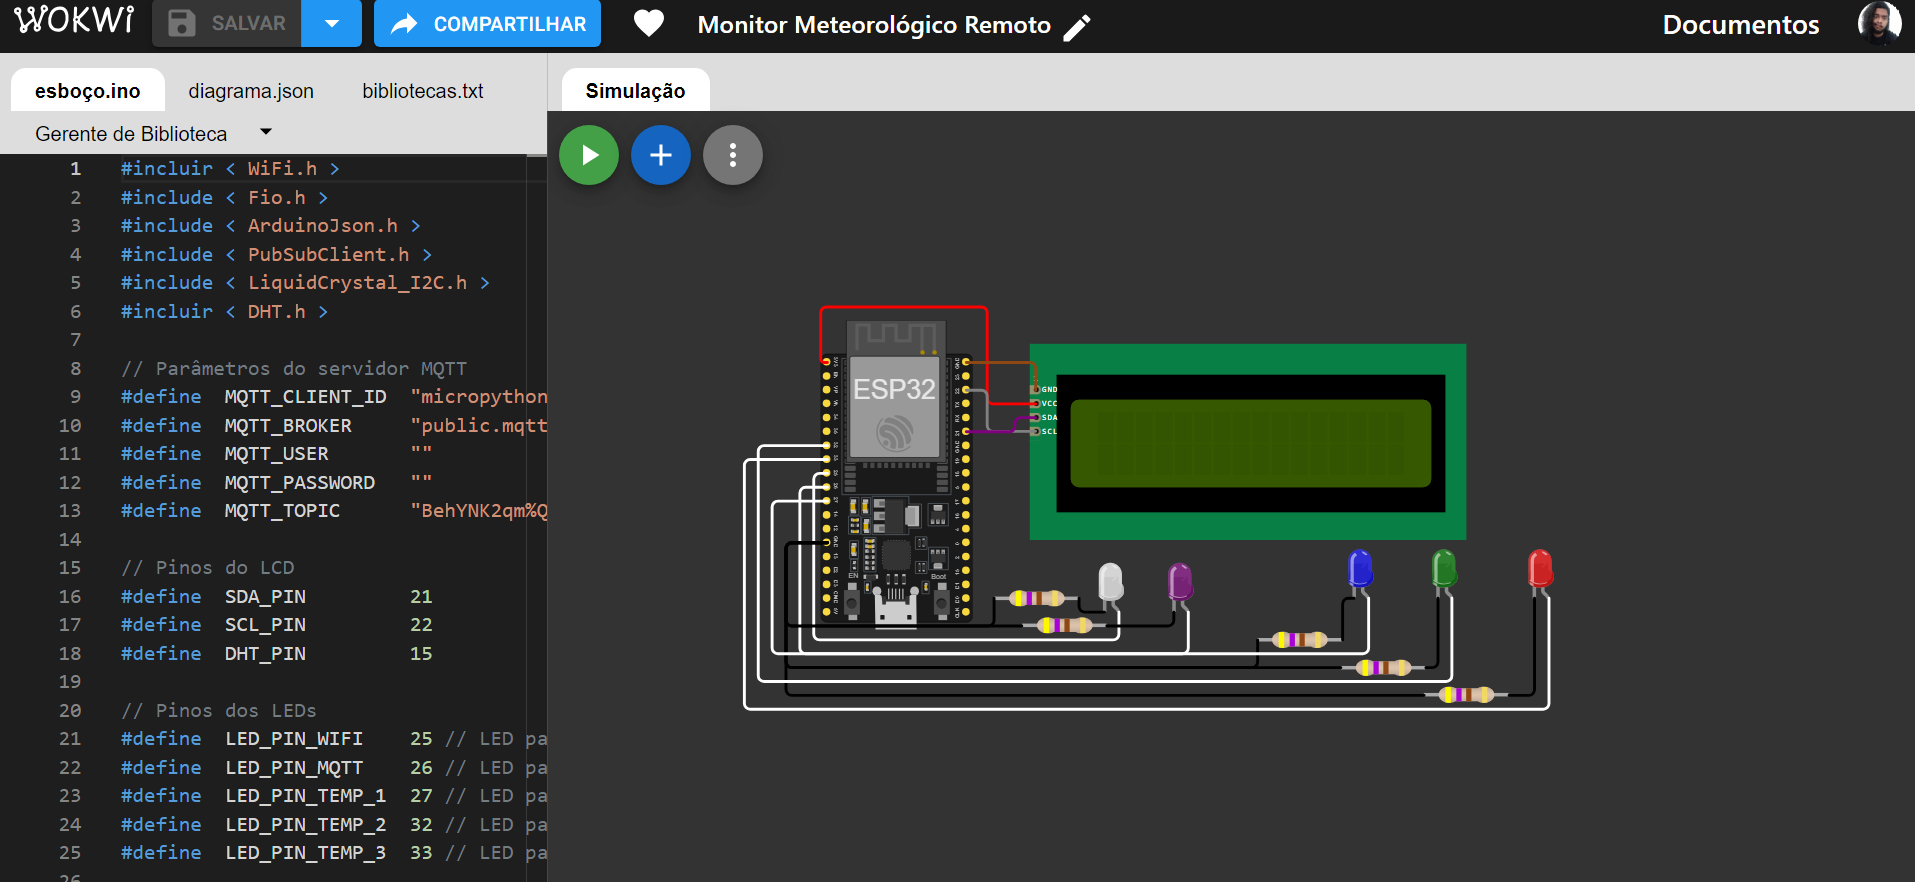 WOKWi
SALVAR
COMPARTILHAR
Monitor Meteorológico Remoto
Documentos
esboço.ino
diagrama.json
bibliotecas.txt
Simulação
Gerente de Biblioteca
1 #incluir < WiFi.h >
2 #include < Fio.h >
3 #include < ArduinoJson.h >
4 #include < PubSubClient.h >
5 #include < LiquidCrystal_I2C.h >
6 #incluir < DHT.h >
7
8 // Parâmetros do servidor MQTT
9 #define MQTT_CLIENT_ID "micropython
10 #define MQTT_BROKER "public.mqtt
11 #define MQTT_USER ""
12 #define MQTT_PASSWORD ""
13 #define MQTT_TOPIC "BehYNK2qm%Q
14
15 // Pinos do LCD
16 #define SDA_PIN 21
17 #define SCL_PIN 22
18 #define DHT_PIN 15
19
20 // Pinos dos LEDs
21 #define LED_PIN_WIFI 25 // LED pa
22 #define LED_PIN_MQTT 26 // LED pa
23 #define LED_PIN_TEMP_1 27 // LED pa
24 #define LED_PIN_TEMP_2 32 // LED pa
25 #define LED_PIN_TEMP_3 33 // LED pa
26
ESP32
EN
Boot
GND
VCC
SDA
SCL